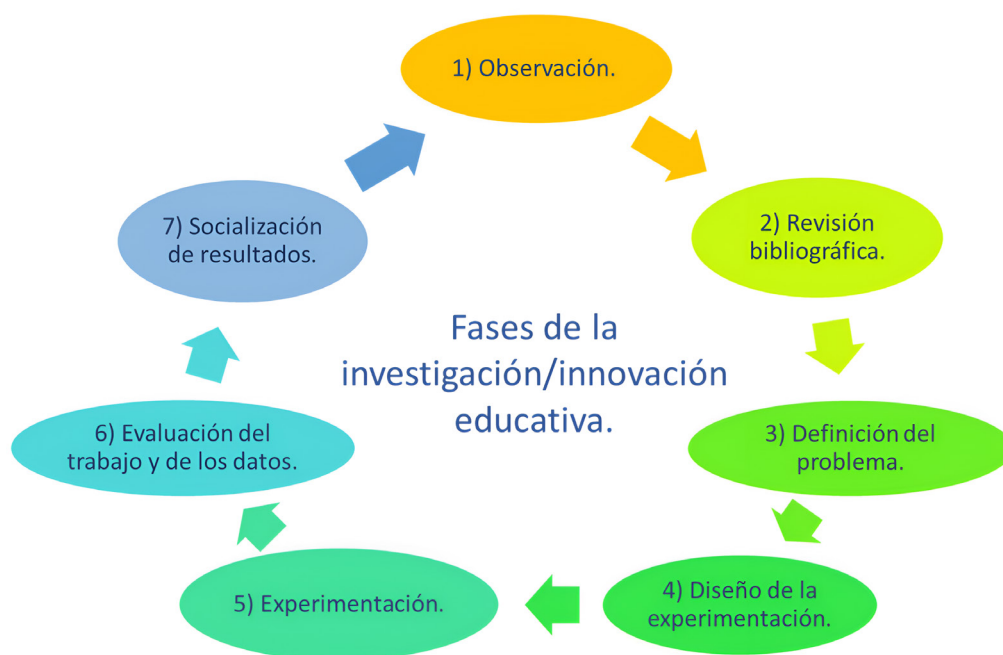 1) Observación.
2) Revisión
bibliográfica.
3) Definición del
problema.
4) Diseño de la
experimentación.
5) Experimentación.
6) Evaluación del
trabajo y de los datos.
7) Socialización
de resultados.
Fases de la
investigación/innovación
educativa.